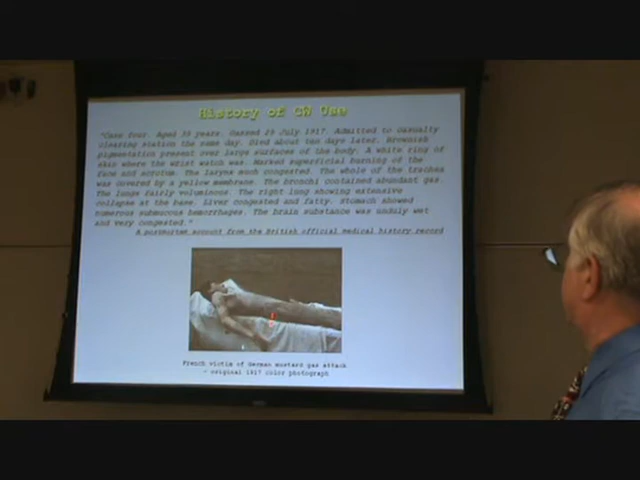 History of CW Use
"Case four. Aged 39 years. Gassed 29 July 1917. Admitted to casualty
clearing station the same day. Died about ten days later. Brownish
pigmentation present over large surfaces of the body. A white ring of
skin where the wrist watch was. Marked superficial burning of the
face and scrotum. The larynx much congested. The whole of the trachea
was covered by a yellow membrane. The bronchi contained abundant gas.
The lungs fairly voluminous. The right lung showing extensive
collapse at the base. Liver congested and fatty. Stomach showed
numerous submucous hemorrhages. The brain substance was unduly wet
and very congested."
A postmortem account from the British official medical history record
French victim of German mustard gas attack
- original 1917 color photograph